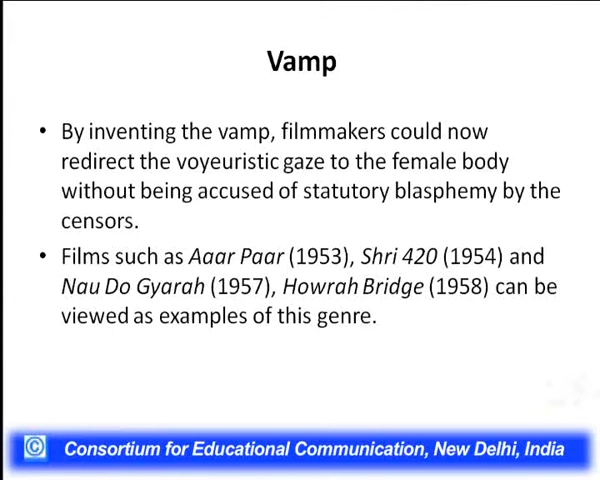 Vamp
• By inventing the vamp, filmmakers could now
redirect the voyeuristic gaze to the female body
without being accused of statutory blasphemy by the
censors.
• Films such as Aaar Paar (1953), Shri 420 (1954) and
Nau Do Gyarah (1957), Howrah Bridge (1958) can be
viewed as examples of this genre.
© Consortium for Educational Communication, New Delhi, India